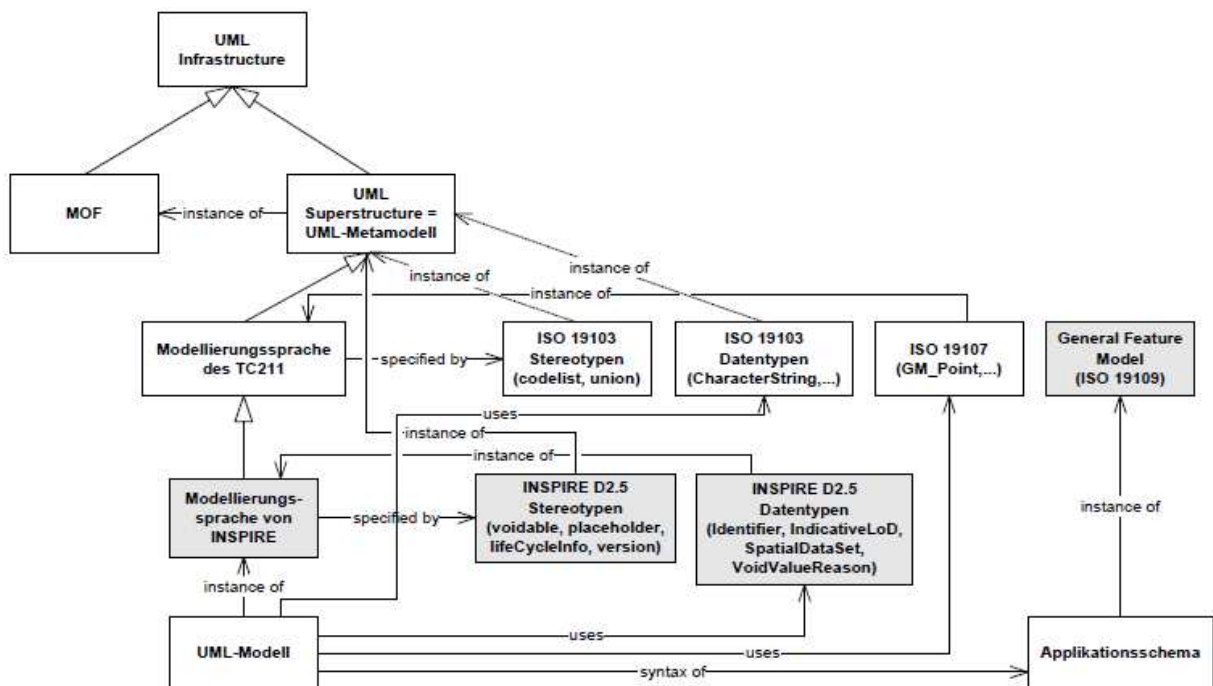 UML
Infrastructure
MOF
instance of
UML
Superstructure =
UML-Metamodell
instance of
instance of
instance of
Modellierungssprache
des TC211
specified by
ISO 19103
Stereotypen
(codelist, union)
ISO 19103
Datentypen
(CharacterString,...)
ISO 19107
(GM_Point,...)
General Feature
Model
(ISO 19109)
uses
instance of
instance of
Modellierungs-
sprache von
INSPIRE
specified by
INSPIRE D2.5
Stereotypen
(voidable, placeholder,
lifeCycleInfo, version)
INSPIRE D2.5
Datentypen
(Identifier, IndicativeLoD,
SpatialDataSet,
VoidValueReason)
instance of
instance of
UML-Modell
uses
uses
syntax of
Applikationsschema